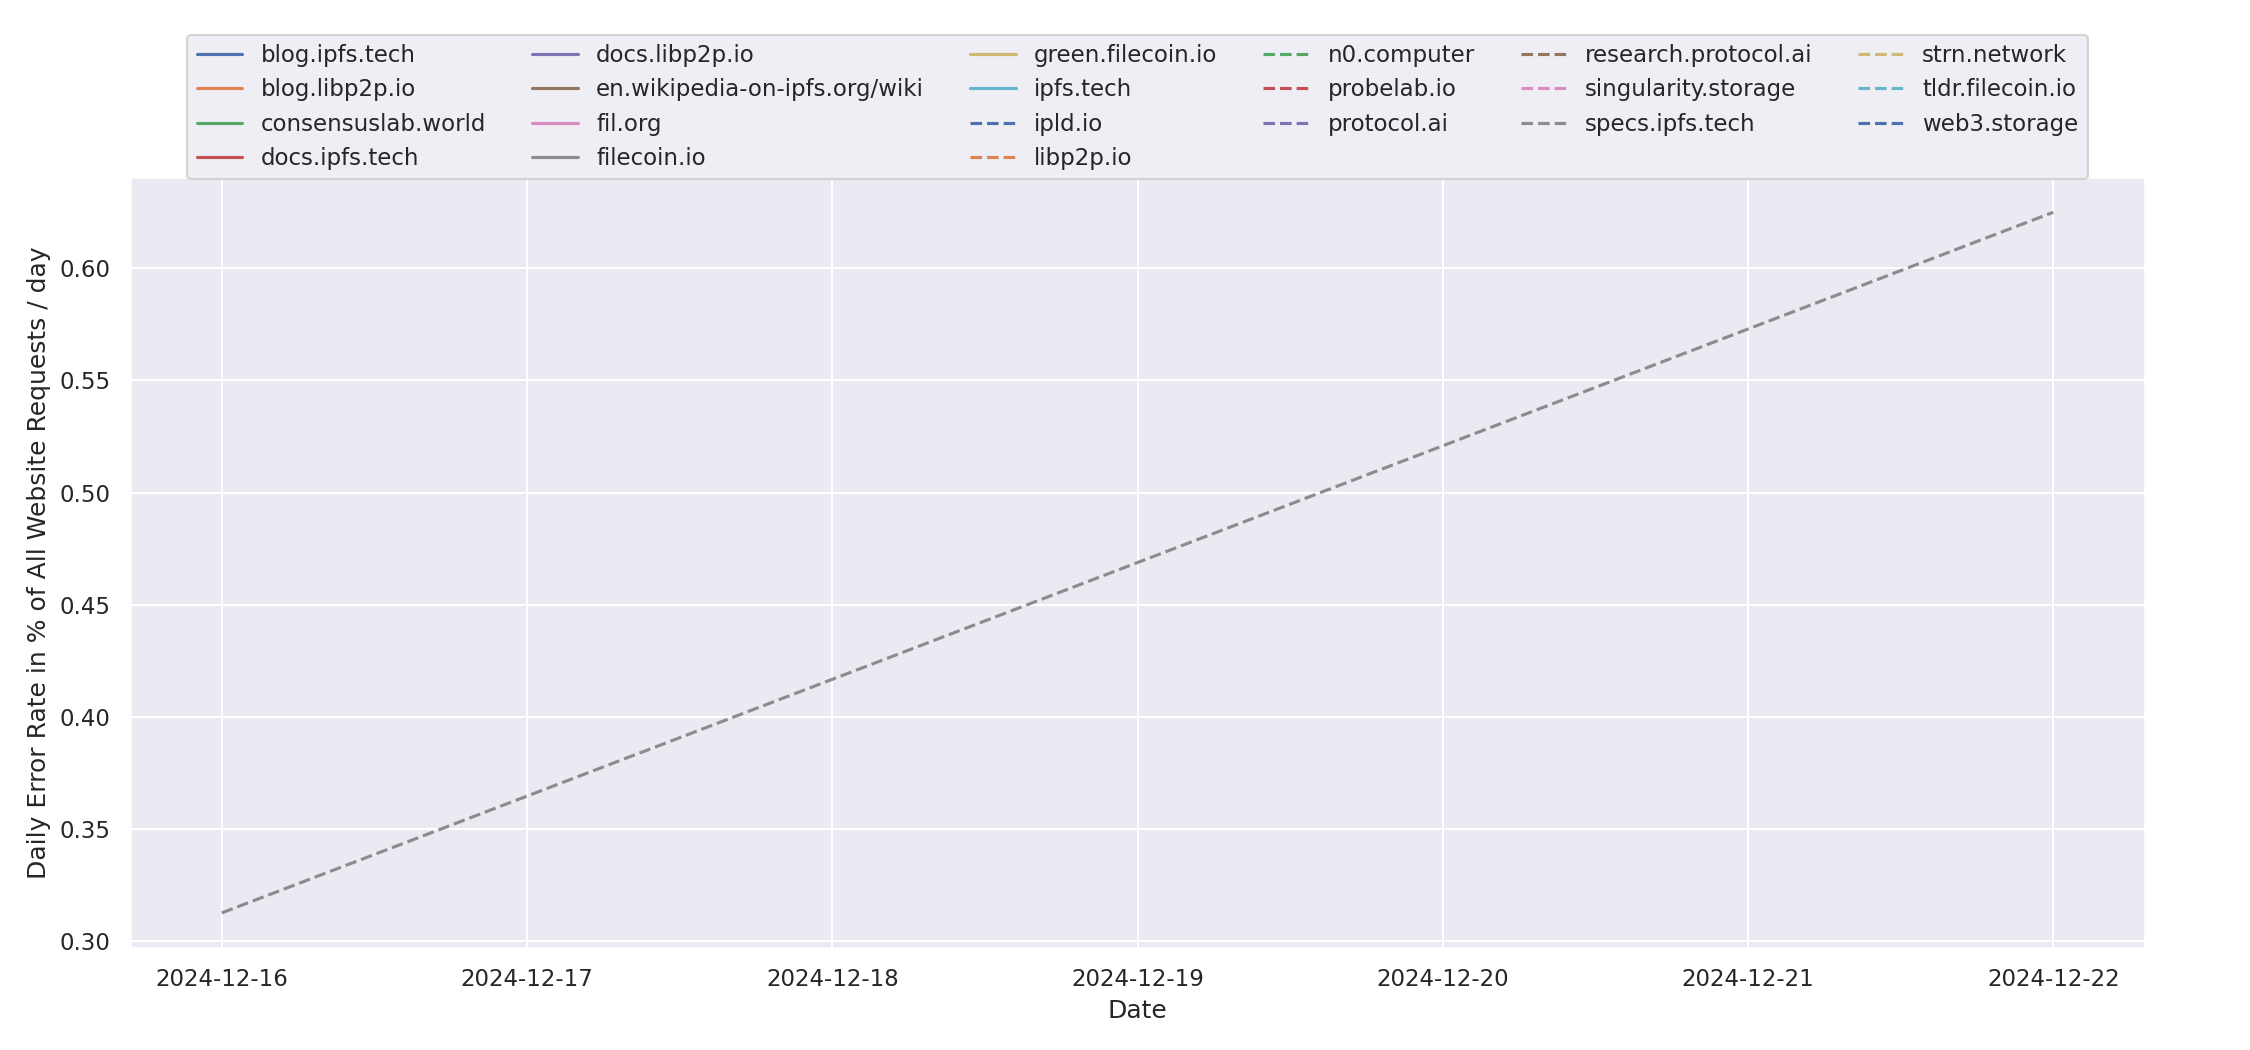 blog.ipfs.tech
blog.libp2p.io
consensuslab.world
docs.ipfs.tech
docs.libp2p.io
en.wikipedia-on-ipfs.org/wiki
fil.org
filecoin.io
green.filecoin.io
ipfs.tech
ipld.io
libp2p.io
n0.computer
probelab.io
protocol.ai
research.protocol.ai
singularity.storage
specs.ipfs.tech
strn.network
tldr.filecoin.io
web3.storage
Daily Error Rate in % of All Website Requests / day
0.60
0.55
0.50
0.45
0.40
0.35
0.30
2024-12-16
2024-12-17
2024-12-18
2024-12-19
2024-12-20
2024-12-21
2024-12-22
Date